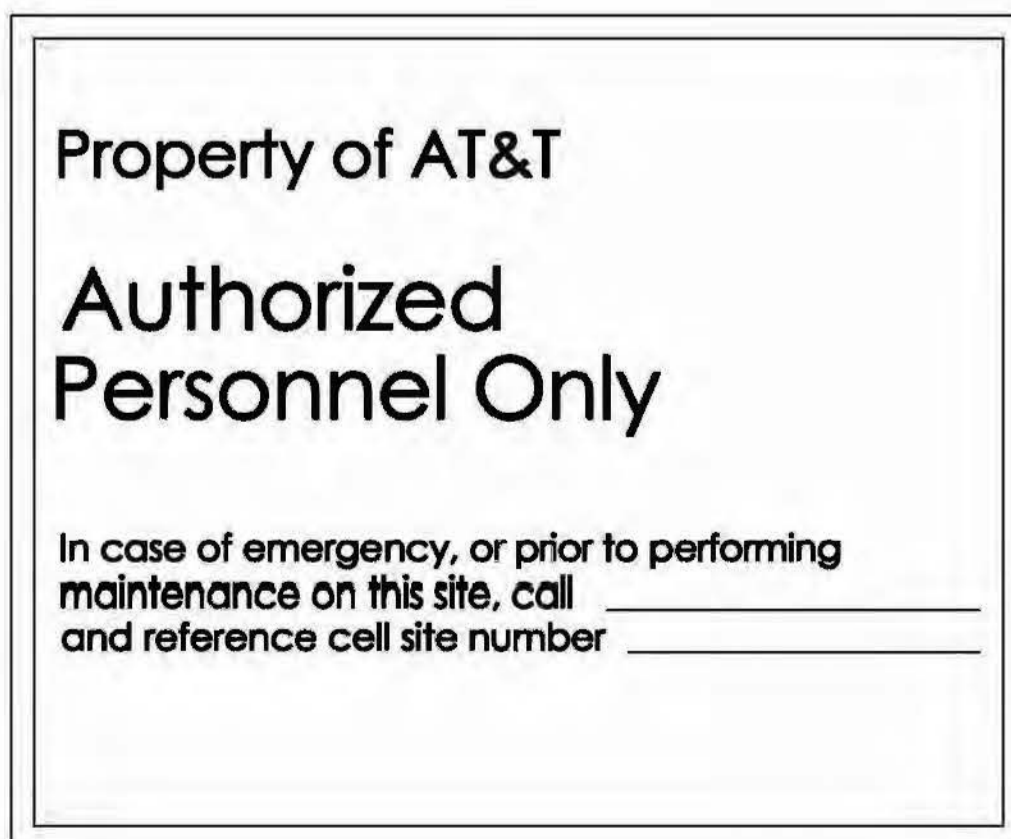 Property of AT&T
Authorized
Personnel Only
In case of emergency, or prior to performing
maintenance on this site, call
and reference cell site number